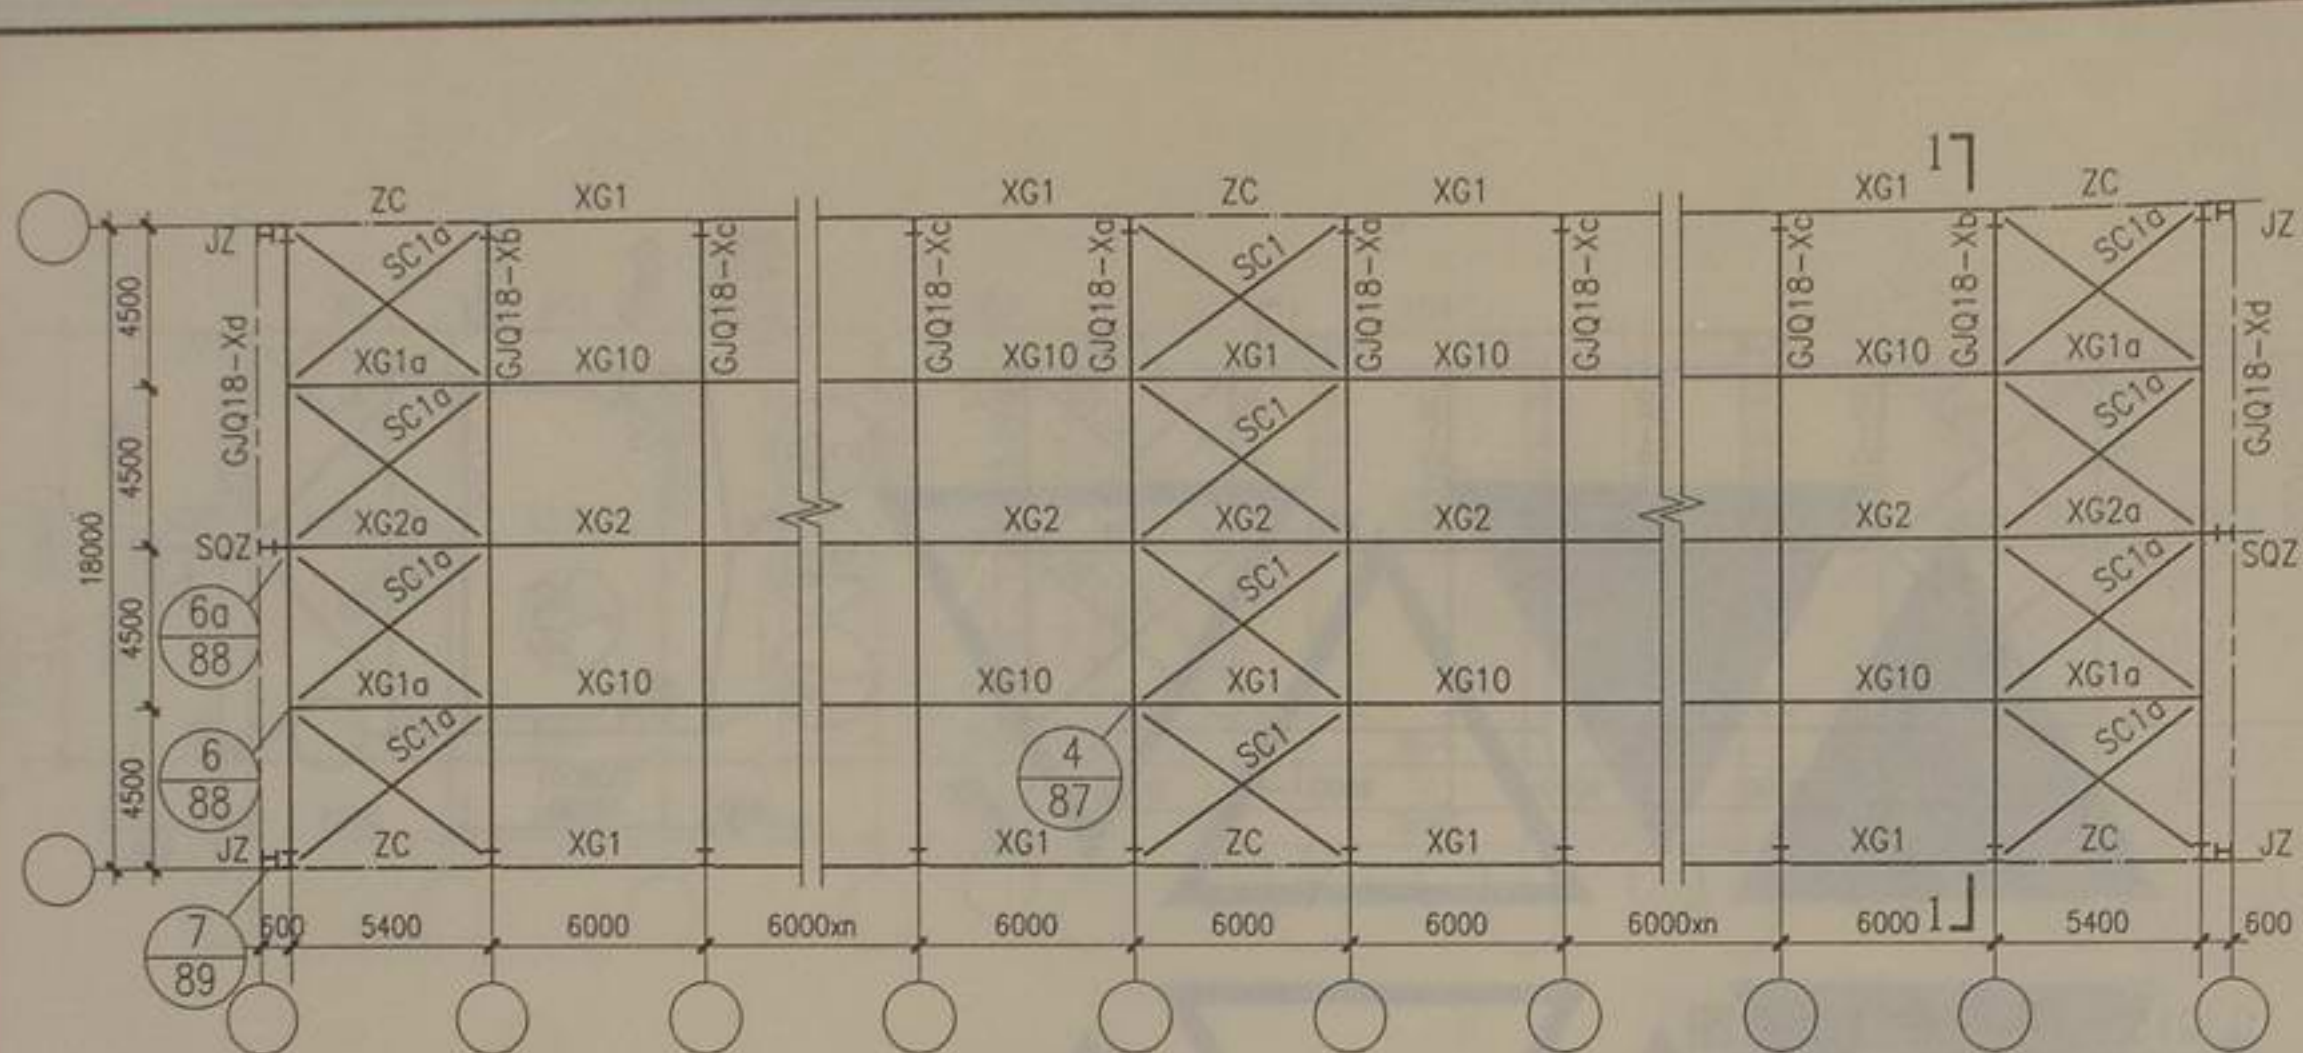 1
ZC XG1 XG1 ZC XG1 XG1 ZC
JZ SC1a GJQ18-Xb GJQ18-Xc GJQ18-Xc GJQ18-Xa SC1 GJQ18-Xa GJQ18-Xc GJQ18-Xc GJQ18-Xb SC1a JZ
4500
GJQ18-Xd XG1a XG10 XG10 XG1 XG10 XG10 XG1a GJQ18-Xd
4500 SC1a SC1 SC1a
18000
XG2a XG2 XG2 XG2 XG2 XG2 XG2a
SQZ SQZ
4500 SC1a SC1 SC1a
6a
88
XG1a XG10 XG10 XG1 XG10 XG10 XG1a
4500 SC1a SC1 SC1a
6
88
4
87
JZ ZC XG1 XG1 ZC XG1 XG1 ZC JZ
1
7
89
600 5400 6000 6000xn 6000 6000 6000 6000xn 6000 5400 600